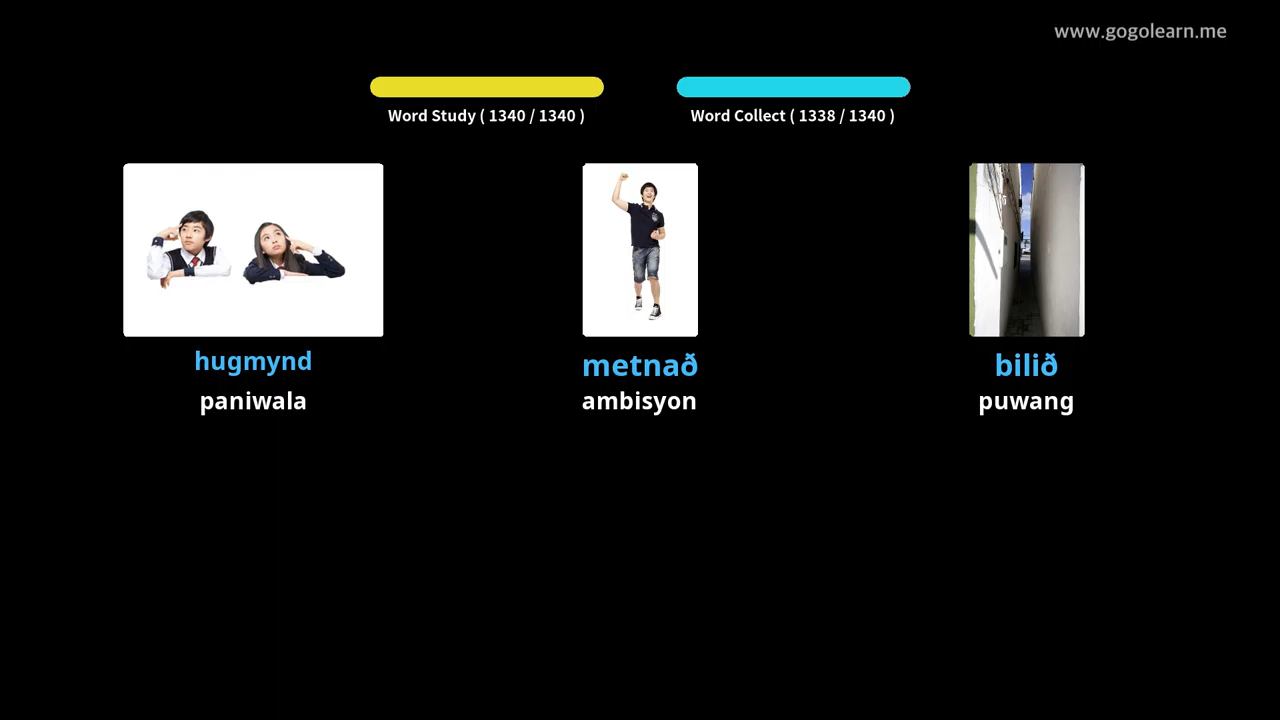 www.gogolearn.me
Word Study ( 1340 / 1340 )
Word Collect ( 1338 / 1340 )
hugmynd
metnað
bilið
paniwala
ambisyon
puwang